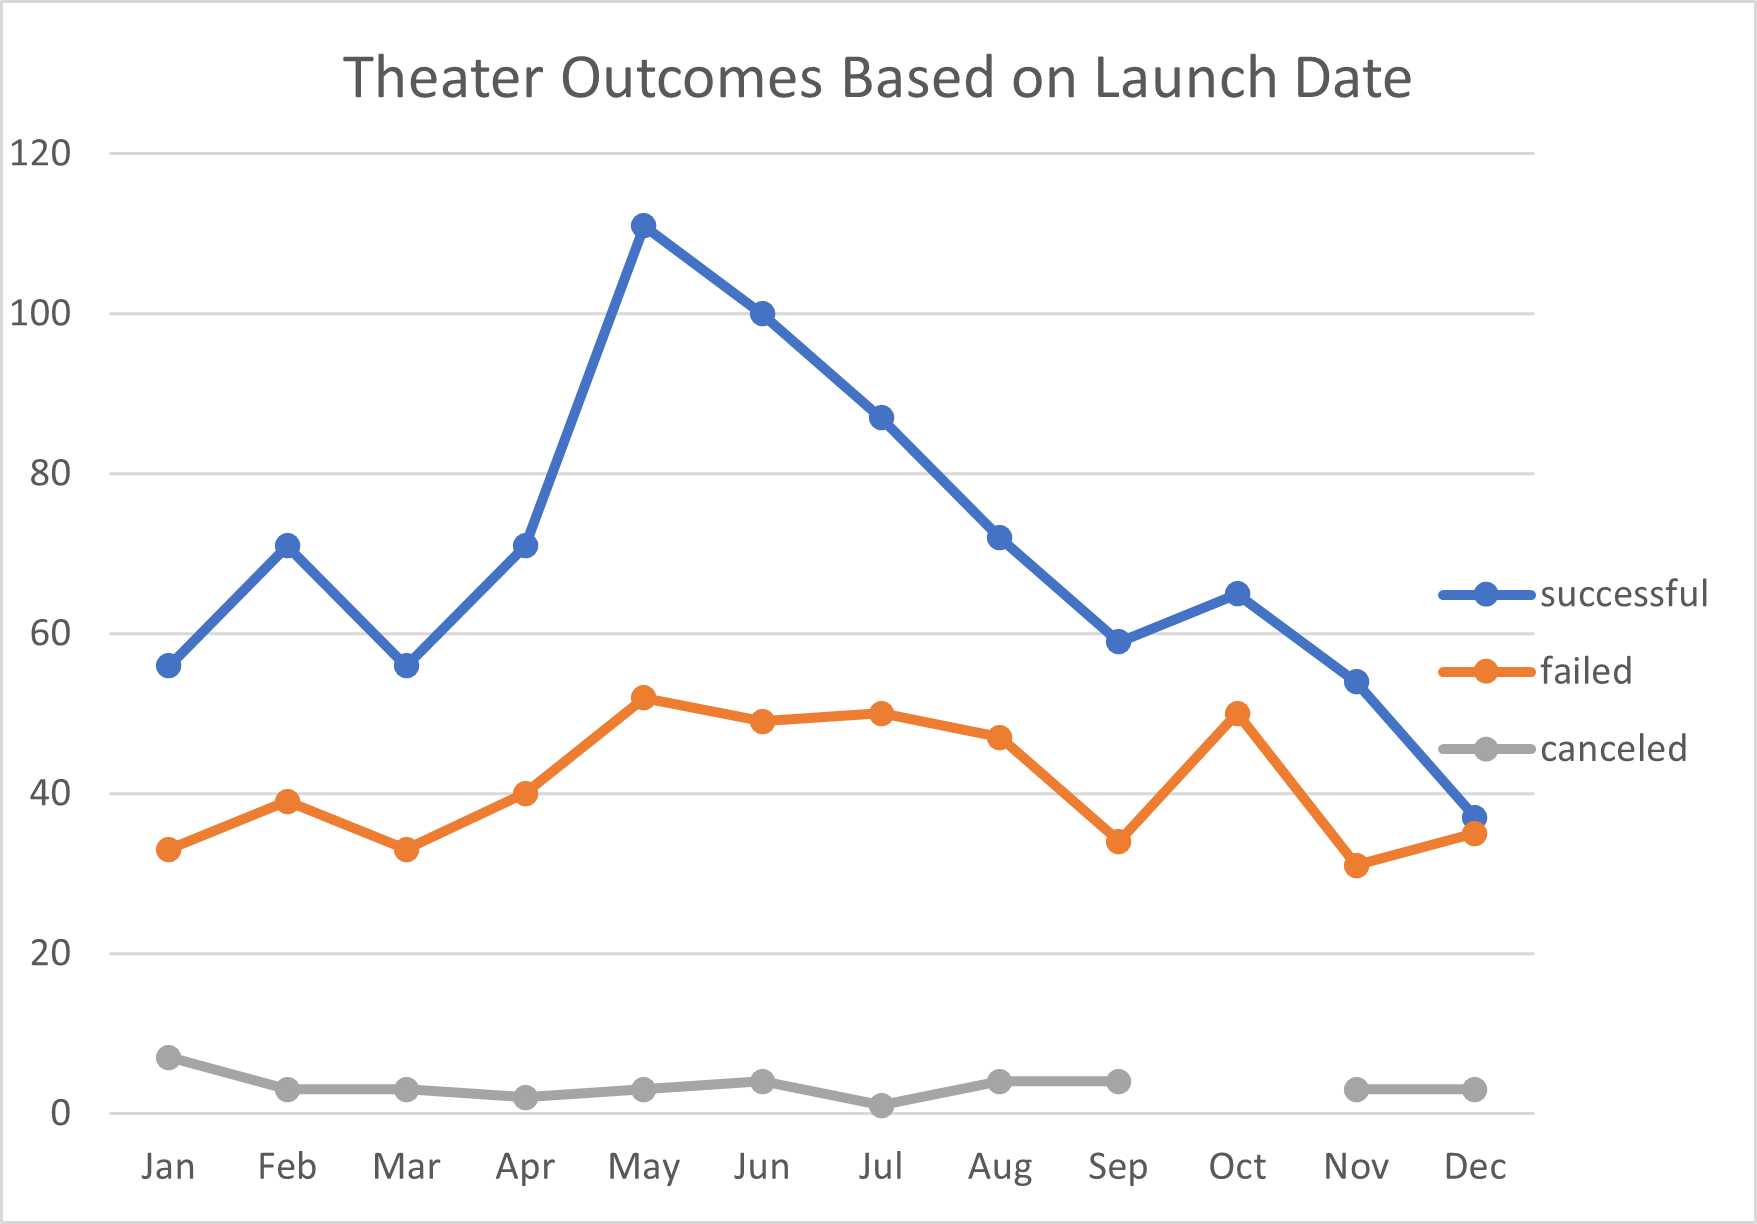 Theater Outcomes Based on Launch Date
120
100
80
60
40
20
0
successful
failed
canceled
Jan Feb Mar Apr May Jun Jul Aug Sep Oct Nov Dec